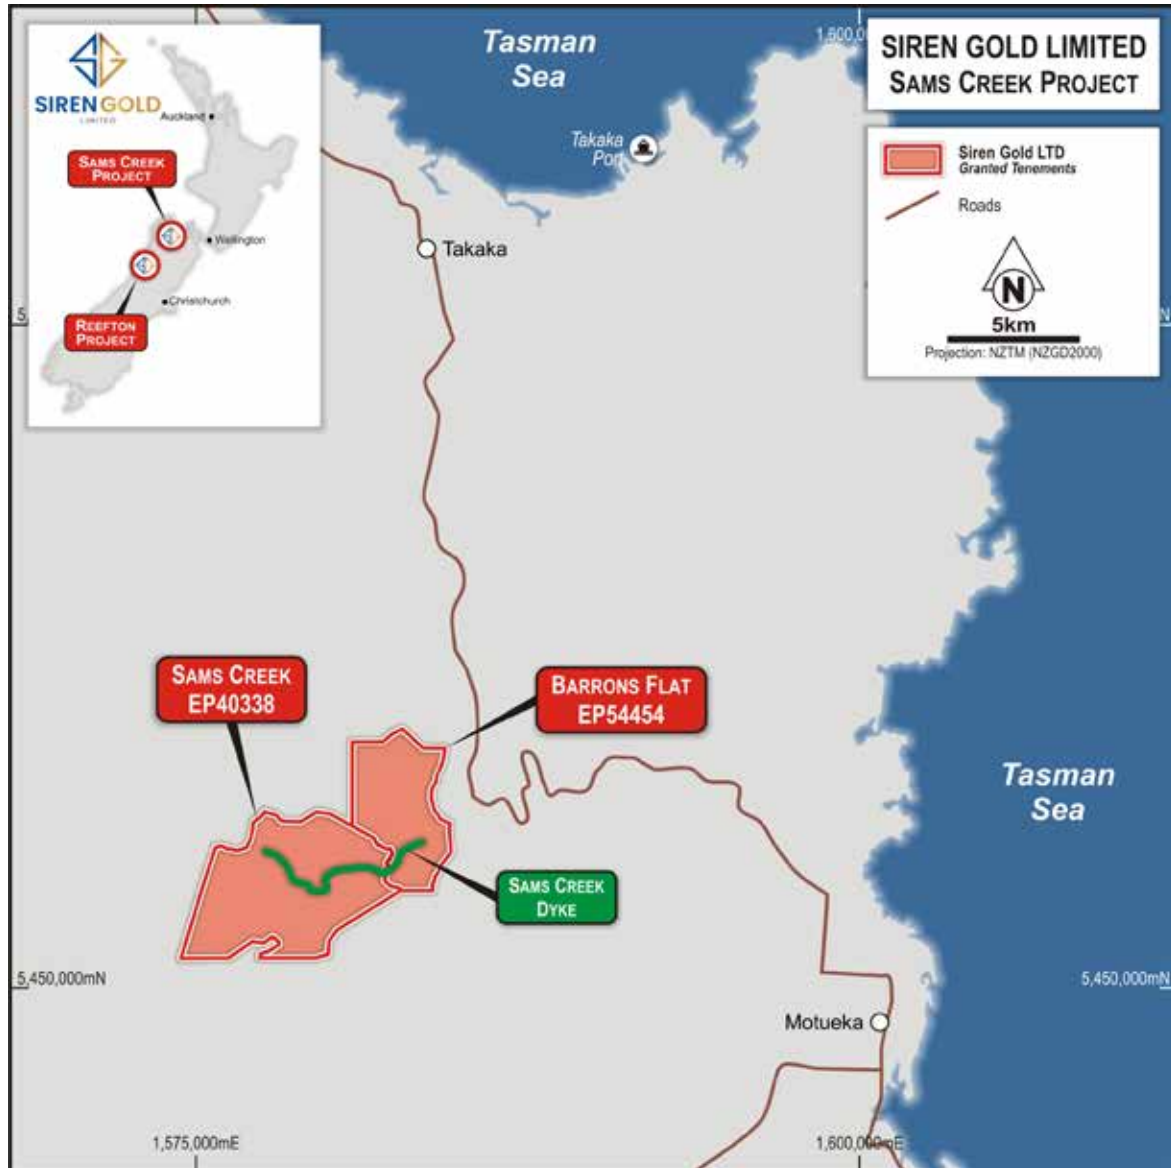 SIREN GOLD
LIMITED
Auckland
SAMS CREEK
PROJECT
Wellington
Christchurch
REEFTON
PROJECT
Tasman
Sea
SIREN GOLD LIMITED
SAMS CREEK PROJECT
Siren Gold LTD
Granted Tenements
Roads
N
5km
Projection: NZTM (NZGD2000)
Takaka
Port
Takaka
SAMS CREEK
EP40338
BARRONS FLAT
EP54454
Tasman
Sea
SAMS CREEK
DYKE
5,450,000mN
5,450,000mN
Motueka
1,575,000mE
1,600,000mE